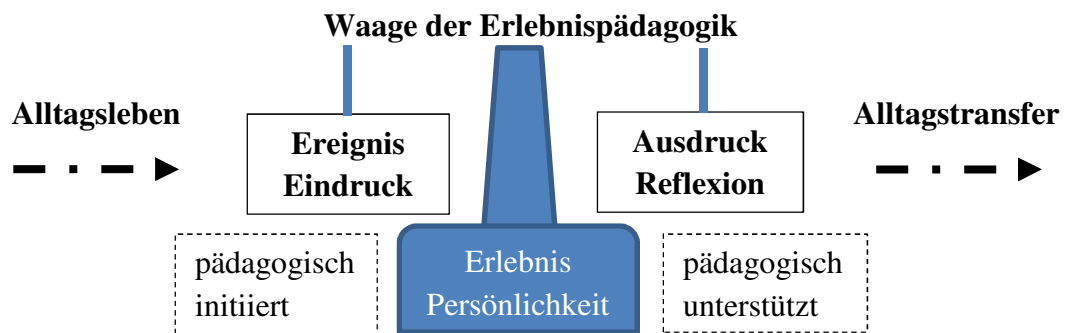 Waage der Erlebnispädagogik
Alltagsleben
Ereignis
Eindruck
Ausdruck
Reflexion
Alltagstransfer
pädagogisch
initiiert
Erlebnis
Persönlichkeit
pädagogisch
unterstützt